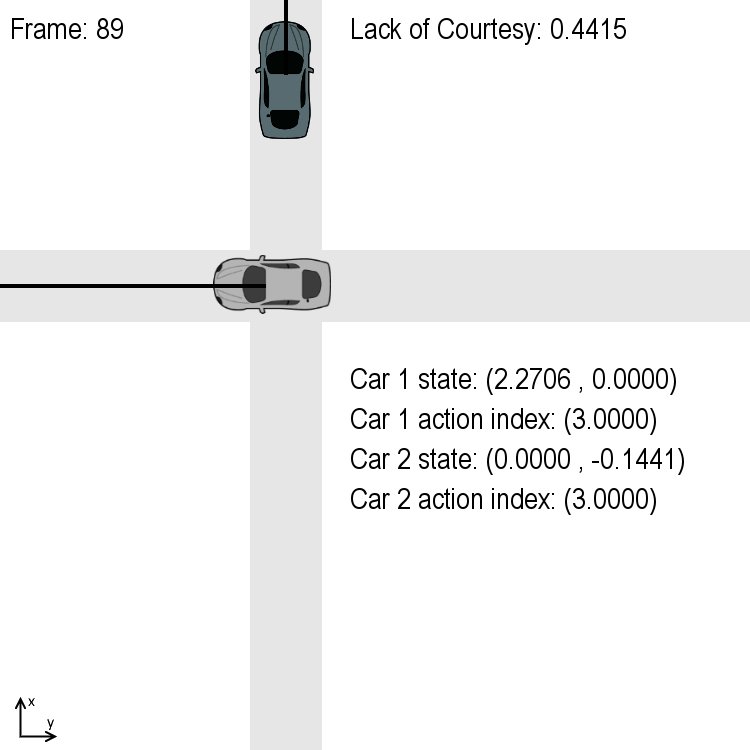 Frame: 89
Lack of Courtesy: 0.4415
Car 1 state: (2.2706 , 0.0000)
Car 1 action index: (3.0000)
Car 2 state: (0.0000 , -0.1441)
Car 2 action index: (3.0000)
x
y